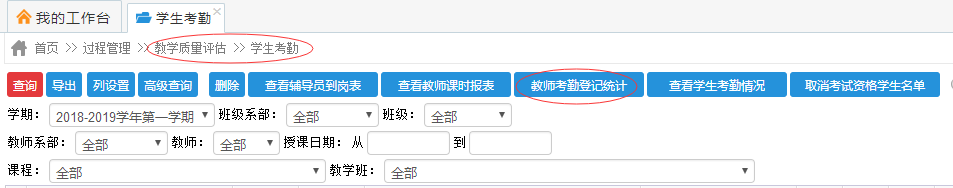 我的工作台 学生考勤
首页 >> 过程管理 >> 教学质量评估 >> 学生考勤
查询 导出 列设置 高级查询 删除 查看辅导员到岗表 查看教师课时报表 教师考勤登记统计 查看学生考勤情况 取消考试资格学生名单
学期： 2018-2019学年第一学期 班级系部： 全部 班级： 全部
教师系部： 全部 教师： 全部 授课日期： 从 到
课程： 全部 教学班： 全部